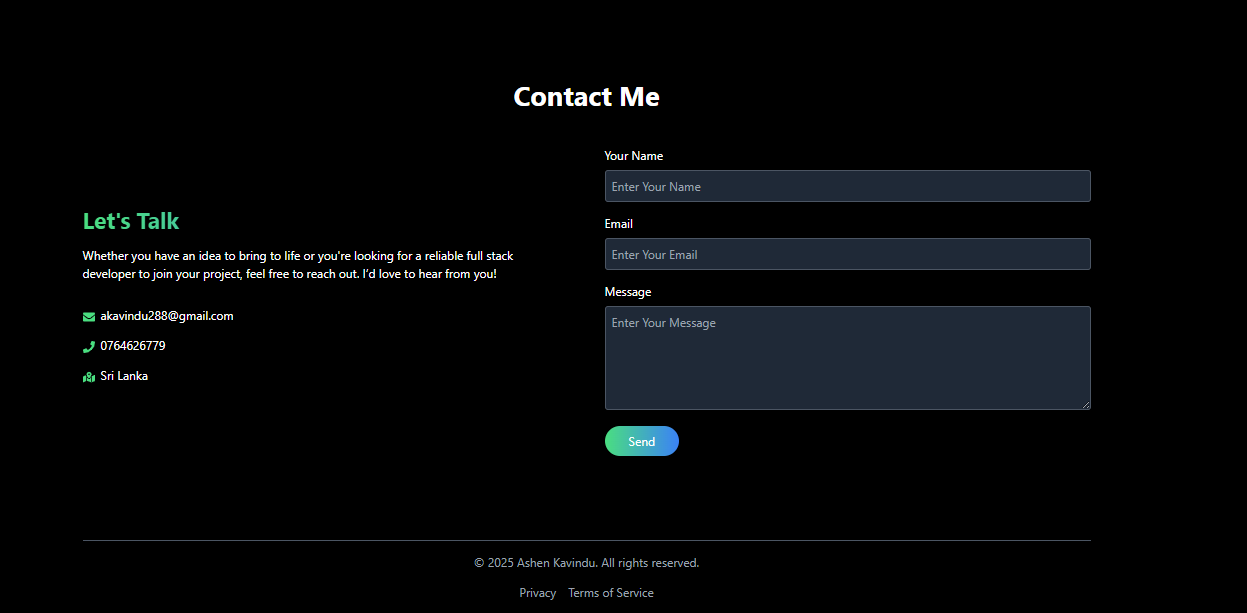 Contact Me
Let's Talk
Whether you have an idea to bring to life or you're looking for a reliable full stack
developer to join your project, feel free to reach out. I’d love to hear from you!
akavindu288@gmail.com
0764626779
Sri Lanka
Your Name
Enter Your Name
Email
Enter Your Email
Message
Enter Your Message
Send
© 2025 Ashen Kavindu. All rights reserved.
Privacy Terms of Service